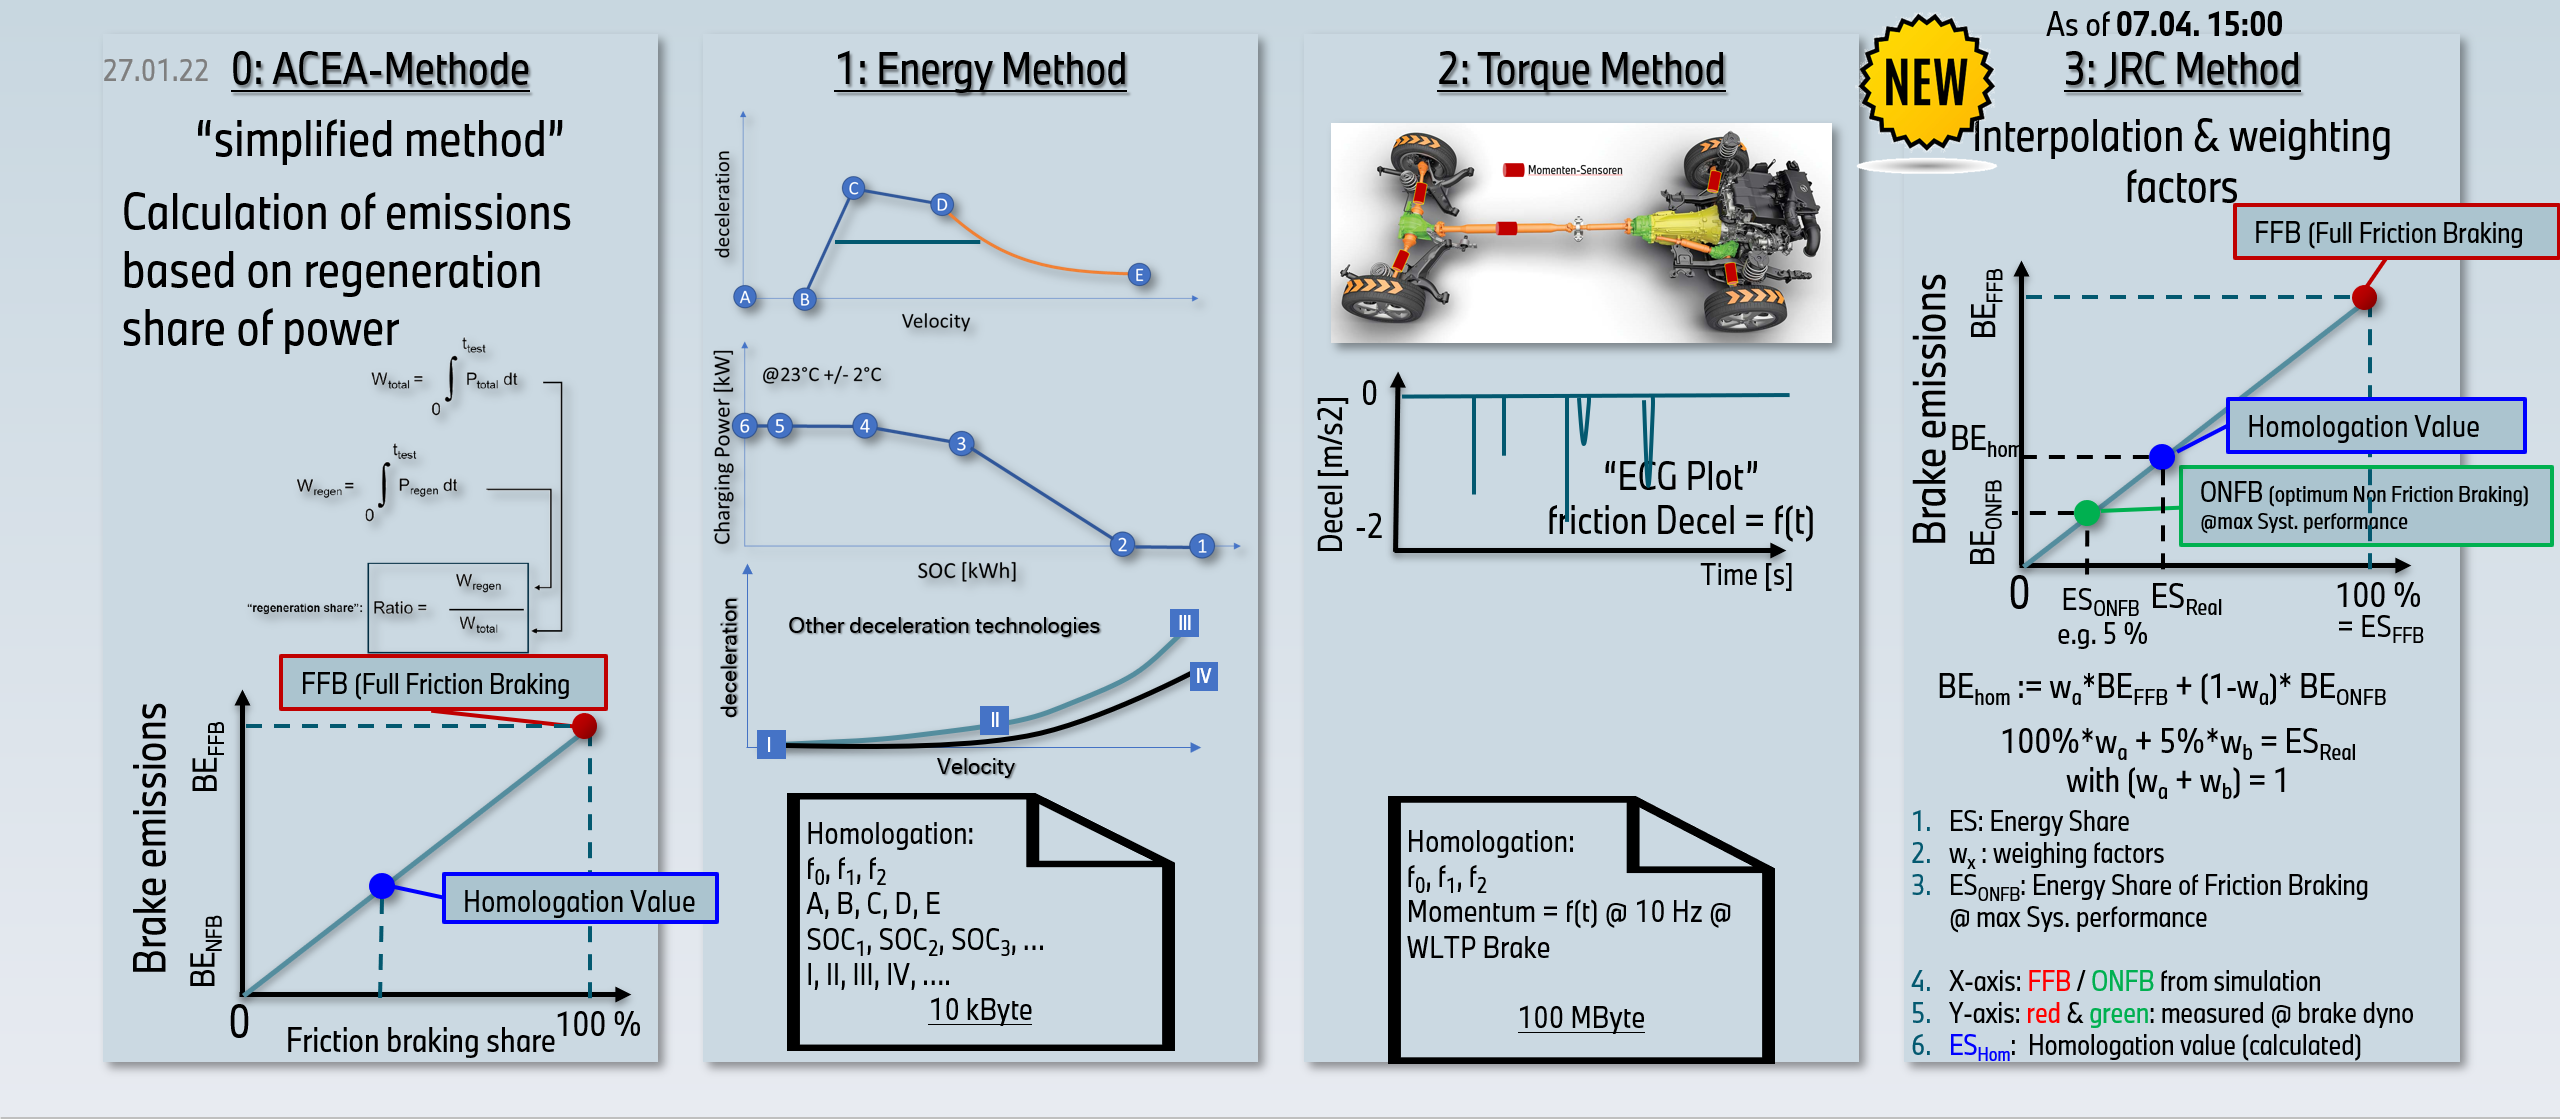 27.01.22
0: ACEA-Methode
“simplified method”
Calculation of emissions
based on regeneration
share of power
W_total = ∫ P_total dt
t_test
0
W_regen = ∫ P_regen dt
t_test
0
“regeneration share”: Ratio = W_regen / W_total
FFB (Full Friction Braking
Brake emissions
BE_FFB
BE_NFB
Homologation Value
0
100 %
Friction braking share
1: Energy Method
deceleration
A
B
C
D
E
Velocity
Charging Power [kW]
@23°C +/- 2°C
6
5
4
3
2
1
SOC [kWh]
deceleration
Other deceleration technologies
I
II
III
IV
Velocity
Homologation:
f0, f1, f2
A, B, C, D, E
SOC1, SOC2, SOC3, ...
I, II, III, IV, ....
10 kByte
2: Torque Method
Momenten-Sensoren
0
Decel [m/s2]
-2
“ECG Plot”
friction Decel = f(t)
Time [s]
Homologation:
f0, f1, f2
Momentum = f(t) @ 10 Hz @
WLTP Brake
100 MByte
NEW
As of 07.04. 15:00
3: JRC Method
Interpolation & weighting
factors
FFB (Full Friction Braking
Brake emissions
BE_FFB
BE_hom
BE_ONFB
Homologation Value
ONFB (optimum Non Friction Braking)
@max Syst. performance
0
ES_ONFB
e.g. 5 %
ES_Real
100 %
= ES_FFB
BE_hom := w_a*BE_FFB + (1-w_a)* BE_ONFB
100%*w_a + 5%*w_b = ES_Real
with (w_a + w_b) = 1
1. ES: Energy Share
2. w_x : weighing factors
3. ES_ONFB: Energy Share of Friction Braking
@ max Sys. performance
4. X-axis: FFB / ONFB from simulation
5. Y-axis: red & green: measured @ brake dyno
6. ES_Hom: Homologation value (calculated)